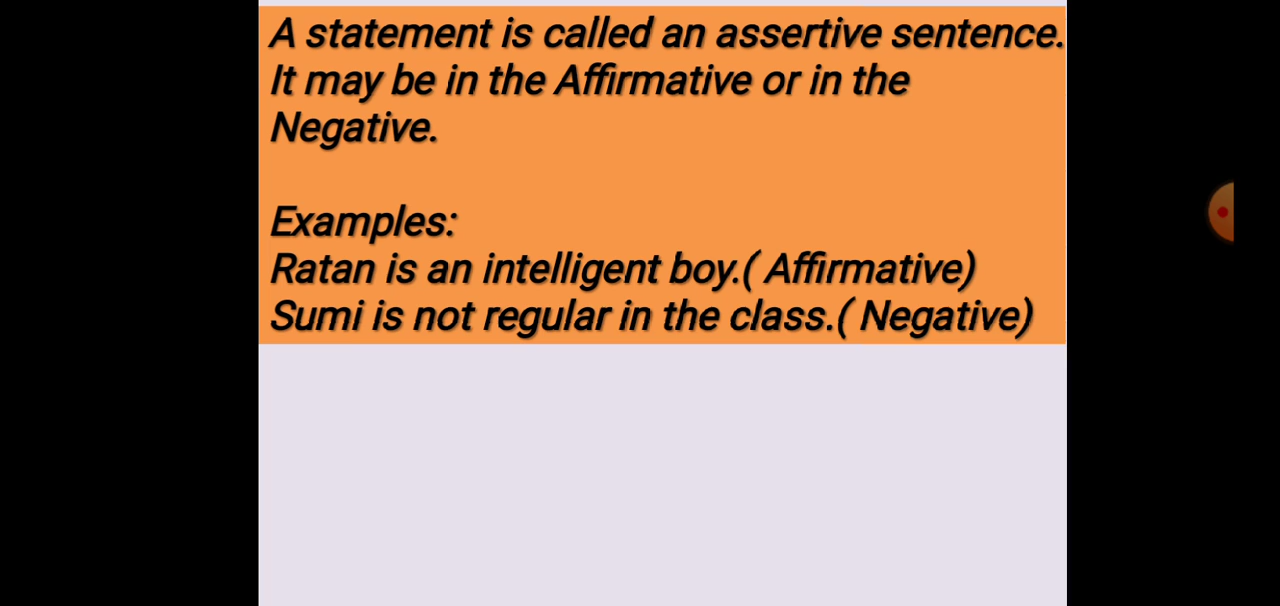 A statement is called an assertive sentence.
It may be in the Affirmative or in the
Negative.
Examples:
Ratan is an intelligent boy.( Affirmative)
Sumi is not regular in the class.( Negative)